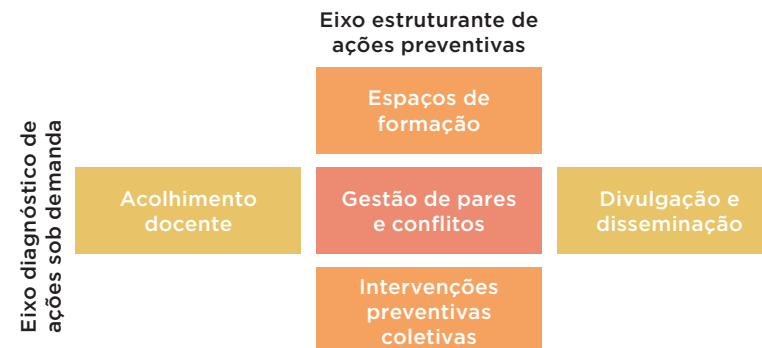 Eixo estruturante de
ações preventivas
Espaços de
formação
Eixo diagnóstico de
ações sob demanda
Acolhimento
docente
Gestão de pares
e conflitos
Divulgação e
disseminação
Intervenções
preventivas
coletivas